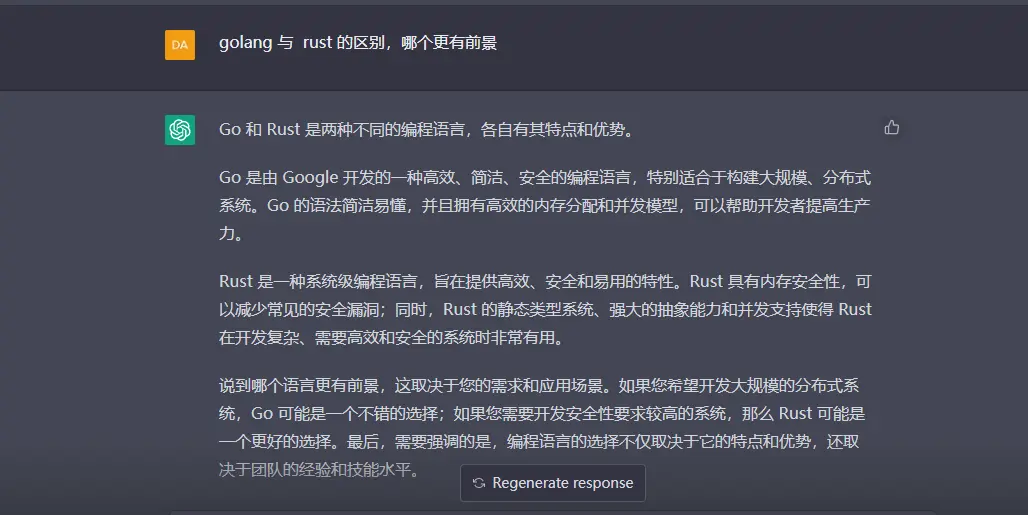 DA
golang 与 rust 的区别，哪个更有前景
Go 和 Rust 是两种不同的编程语言，各自有其特点和优势。
Go 是由 Google 开发的一种高效、简洁、安全的编程语言，特别适合于构建大规模、分布式
系统。Go 的语法简洁易懂，并且拥有高效的内存分配和并发模型，可以帮助开发者提高生产
力。
Rust 是一种系统级编程语言，旨在提供高效、安全和易用的特性。Rust 具有内存安全性，可
以减少常见的安全漏洞；同时，Rust 的静态类型系统、强大的抽象能力和并发支持使得 Rust
在开发复杂、需要高效和安全的系统时非常有用。
说到哪个语言更有前景，这取决于您的需求和应用场景。如果您希望开发大规模的分布式系
统，Go 可能是一个不错的选择；如果您需要开发安全性要求较高的系统，那么 Rust 可能是
一个更好的选择。最后，需要强调的是，编程语言的选择不仅取决于它的特点和优势，还取
决于团队的经验和技能水平。
Regenerate response